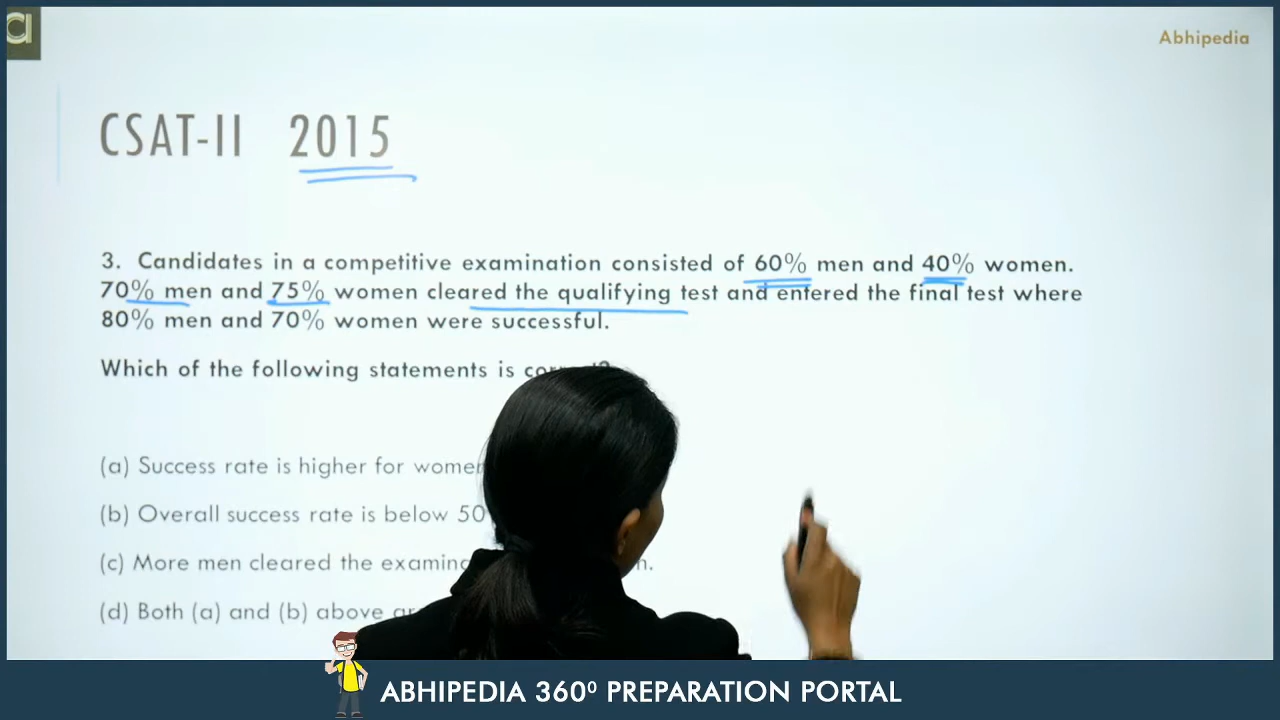 a
Abhipedia
CSAT-II 2015
3. Candidates in a competitive examination consisted of 60% men and 40% women.
70% men and 75% women cleared the qualifying test and entered the final test where
80% men and 70% women were successful.
Which of the following statements is
(a) Success rate is higher for women
(b) Overall success rate is below 50
(c) More men cleared the
(d) Both (a) and (b) above
ABHIPEDIA 360⁰ PREPARATION PORTAL